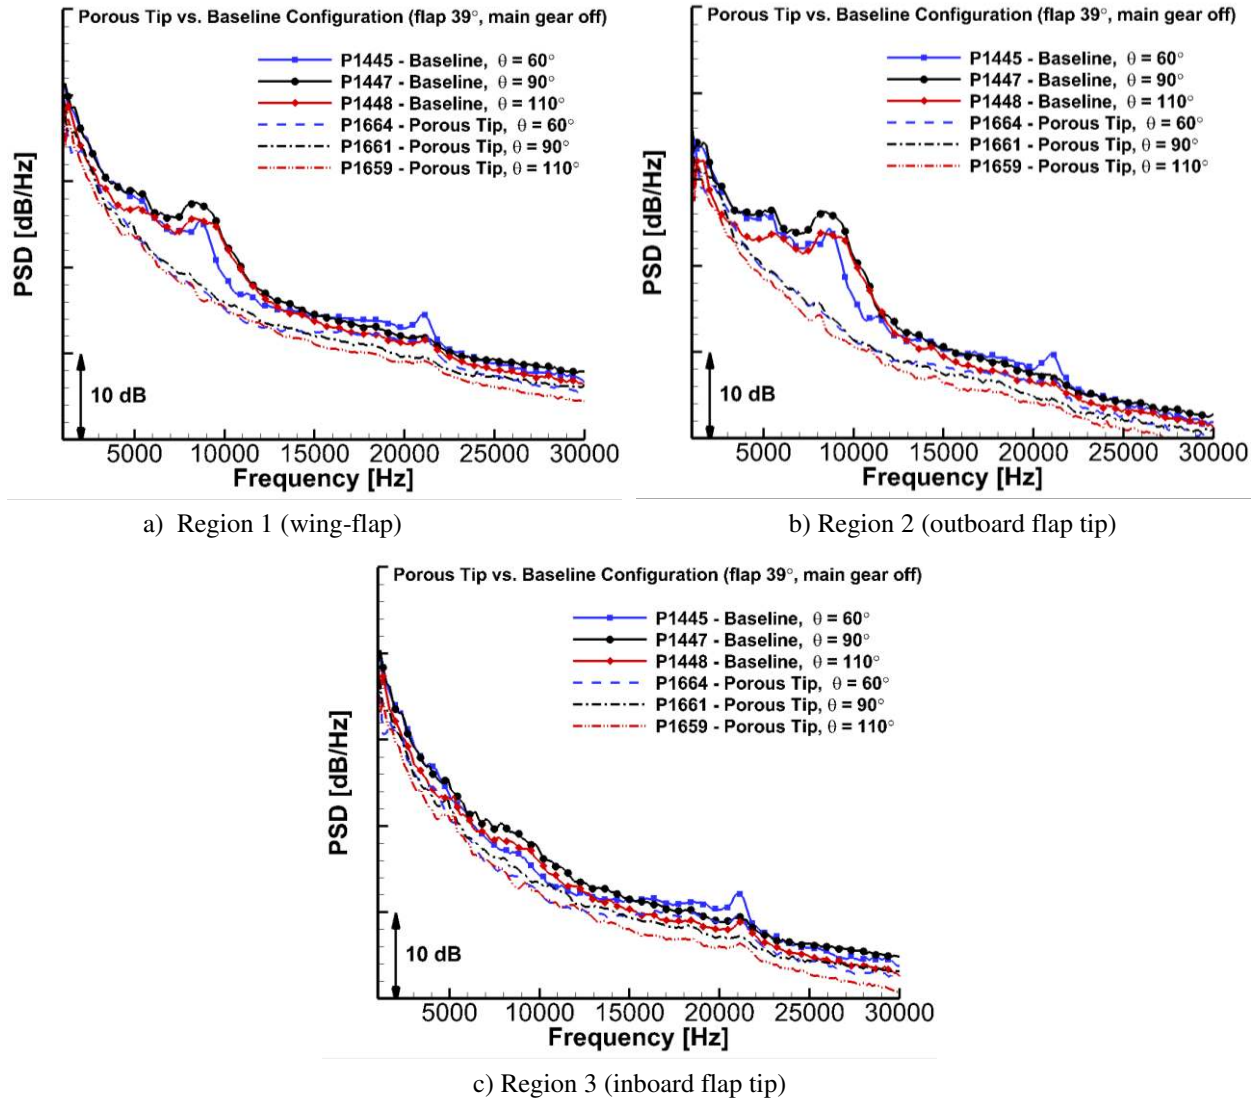 Porous Tip vs. Baseline Configuration (flap 39°, main gear off)
P1445 - Baseline, θ = 60°
P1447 - Baseline, θ = 90°
P1448 - Baseline, θ = 110°
P1664 - Porous Tip, θ = 60°
P1661 - Porous Tip, θ = 90°
P1659 - Porous Tip, θ = 110°
PSD [dB/Hz]
10 dB
5000 10000 15000 20000 25000 30000
Frequency [Hz]
a) Region 1 (wing-flap)
Porous Tip vs. Baseline Configuration (flap 39°, main gear off)
P1445 - Baseline, θ = 60°
P1447 - Baseline, θ = 90°
P1448 - Baseline, θ = 110°
P1664 - Porous Tip, θ = 60°
P1661 - Porous Tip, θ = 90°
P1659 - Porous Tip, θ = 110°
PSD [dB/Hz]
10 dB
5000 10000 15000 20000 25000 30000
Frequency [Hz]
b) Region 2 (outboard flap tip)
Porous Tip vs. Baseline Configuration (flap 39°, main gear off)
P1445 - Baseline, θ = 60°
P1447 - Baseline, θ = 90°
P1448 - Baseline, θ = 110°
P1664 - Porous Tip, θ = 60°
P1661 - Porous Tip, θ = 90°
P1659 - Porous Tip, θ = 110°
PSD [dB/Hz]
10 dB
5000 10000 15000 20000 25000 30000
Frequency [Hz]
c) Region 3 (inboard flap tip)